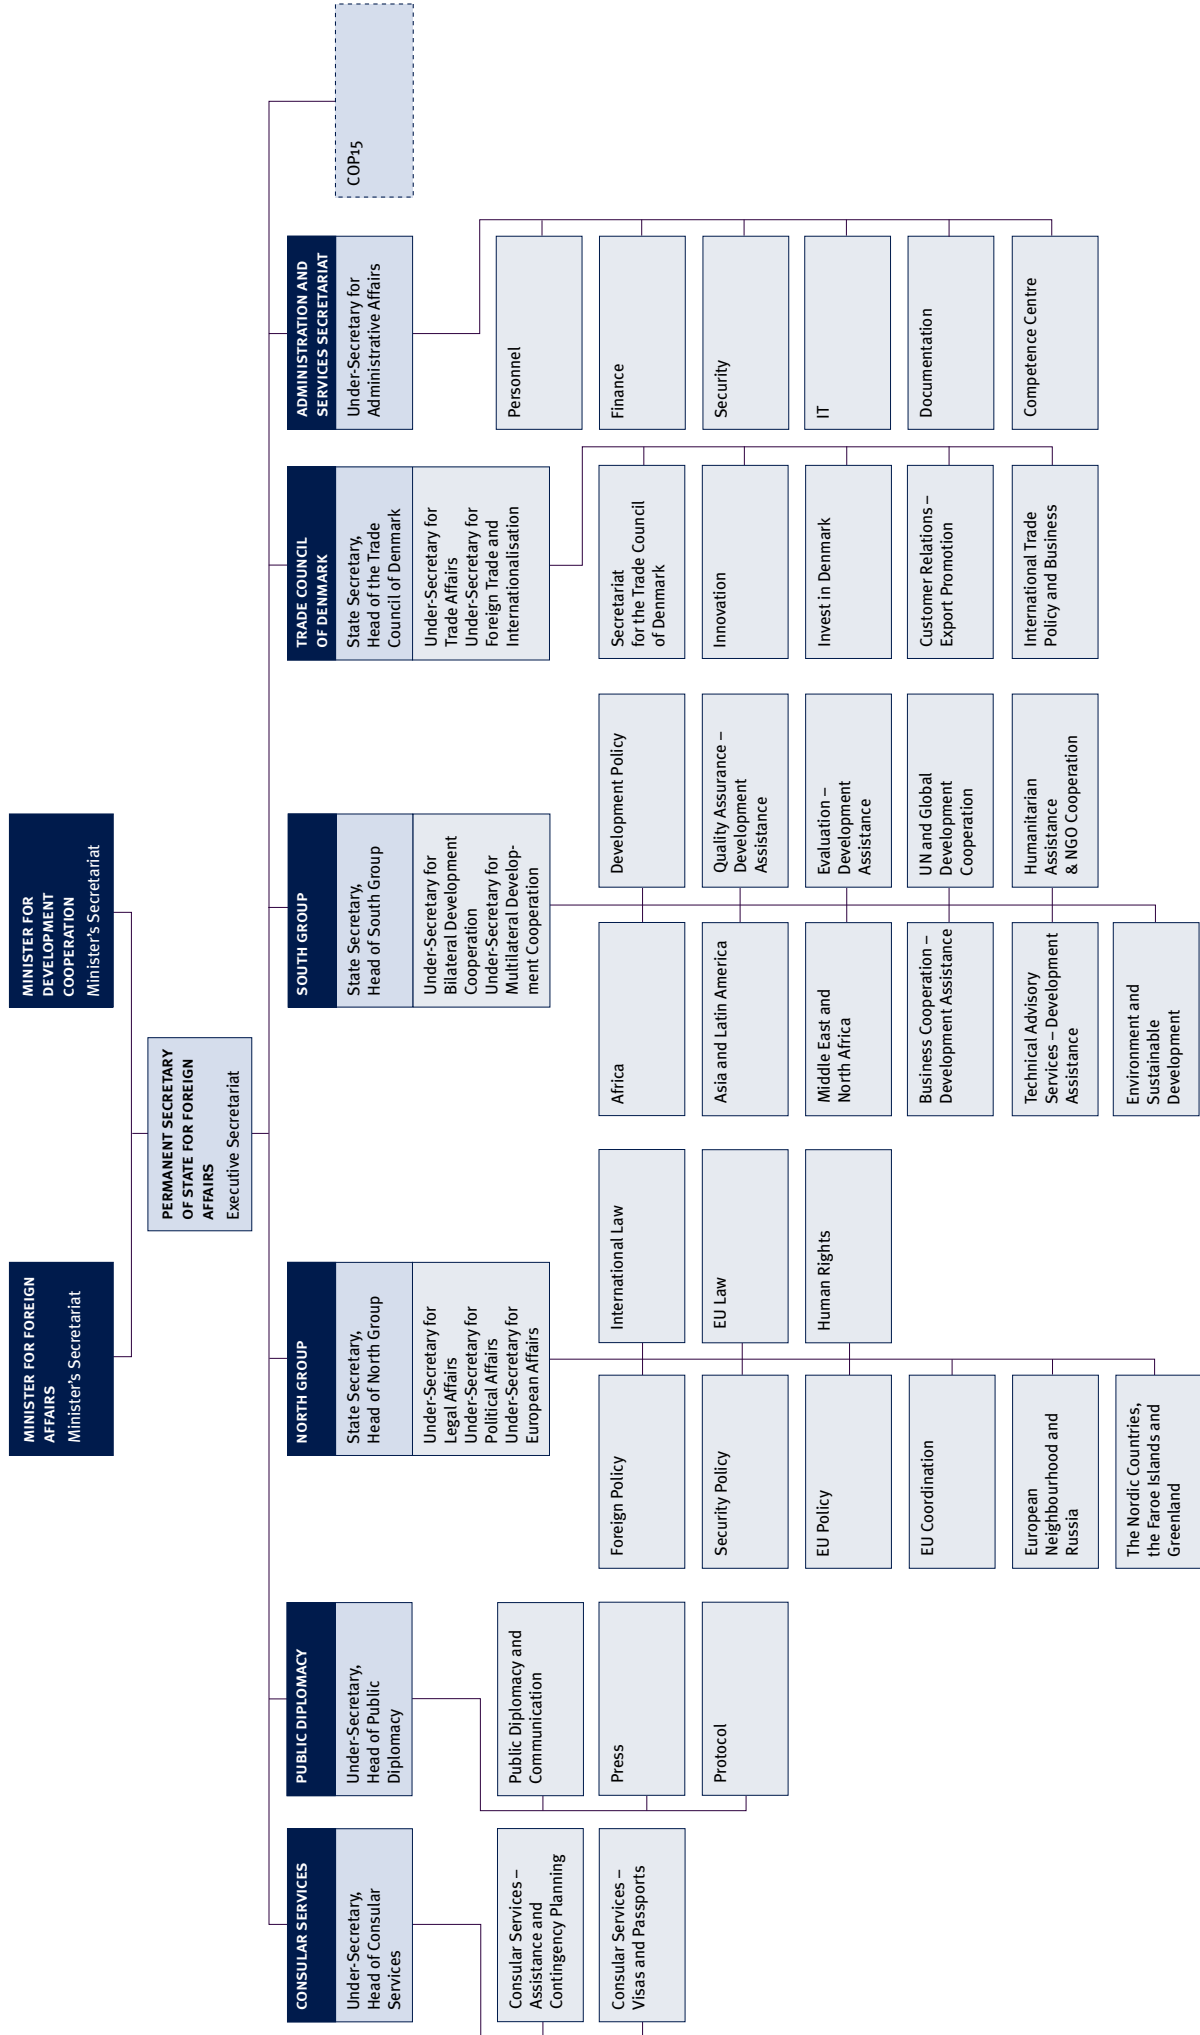 MINISTER FOR FOREIGN
AFFAIRS
Minister's Secretariat
MINISTER FOR
DEVELOPMENT
COOPERATION
Minister's Secretariat
PERMANENT SECRETARY
OF STATE FOR FOREIGN
AFFAIRS
Executive Secretariat
CONSULAR SERVICES
Under-Secretary,
Head of Consular
Services
Consular Services –
Assistance and
Contingency Planning
Consular Services –
Visas and Passports
PUBLIC DIPLOMACY
Under-Secretary,
Head of Public
Diplomacy
Public Diplomacy and
Communication
Press
Protocol
NORTH GROUP
State Secretary,
Head of North Group
Under-Secretary for
Legal Affairs
Under-Secretary for
Political Affairs
Under-Secretary for
European Affairs
Foreign Policy
International Law
Security Policy
EU Law
EU Policy
Human Rights
EU Coordination
European
Neighbourhood and
Russia
The Nordic Countries,
the Faroe Islands and
Greenland
SOUTH GROUP
State Secretary,
Head of South Group
Under-Secretary for
Bilateral Development
Cooperation
Under-Secretary for
Multilateral Develop-
ment Cooperation
Africa
Development Policy
Asia and Latin America
Quality Assurance –
Development
Assistance
Middle East and
North Africa
Evaluation –
Development
Assistance
Business Cooperation –
Development Assistance
UN and Global
Development
Cooperation
Technical Advisory
Services – Development
Assistance
Humanitarian
Assistance
& NGO Cooperation
Environment and
Sustainable
Development
TRADE COUNCIL
OF DENMARK
State Secretary,
Head of the Trade
Council of Denmark
Under-Secretary for
Trade Affairs
Under-Secretary for
Foreign Trade and
Internationalisation
Secretariat
for the Trade Council
of Denmark
Innovation
Invest in Denmark
Customer Relations –
Export Promotion
International Trade
Policy and Business
ADMINISTRATION AND
SERVICES SECRETARIAT
Under-Secretary for
Administrative Affairs
Personnel
Finance
Security
IT
Documentation
Competence Centre
COP15